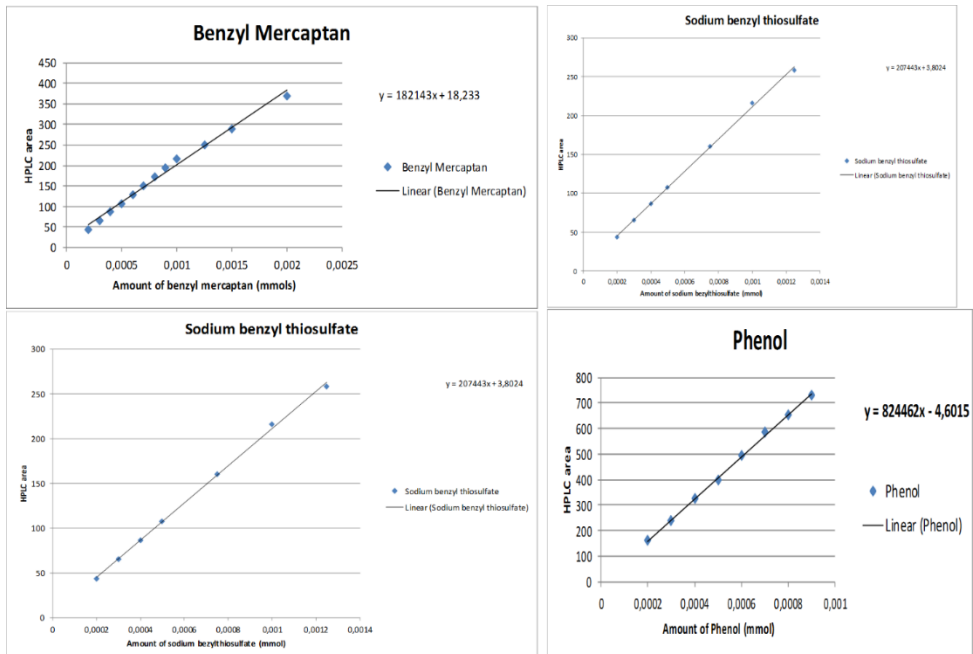 Benzyl Mercaptan
450
400
350
300
250
200
150
100
50
0
HPLC area
0 0,0005 0,001 0,0015 0,002 0,0025
Amount of benzyl mercaptan (mmols)
y = 182143x + 18,233
Benzyl Mercaptan
Linear (Benzyl Mercaptan)
Sodium benzyl thiosulfate
300
250
200
150
100
50
0
HPLC area
0 0,0002 0,0004 0,0006 0,0008 0,001 0,0012 0,0014
Amount of sodium bezylthiosulfate (mmol)
y = 207443x + 3,8024
Sodium benzyl thiosulfate
Linear (Sodium benzyl thiosulfate)
Sodium benzyl thiosulfate
300
250
200
150
100
50
0
HPLC area
0 0,0002 0,0004 0,0006 0,0008 0,001 0,0012 0,0014
Amount of sodium bezylthiosulfate (mmol)
y = 207443x + 3,8024
Sodium benzyl thiosulfate
Linear (Sodium benzyl thiosulfate)
Phenol
800
700
600
500
400
300
200
100
0
HPLC area
0 0,0002 0,0004 0,0006 0,0008 0,001
Amount of Phenol (mmol)
y = 824462x - 4,6015
Phenol
Linear (Phenol)